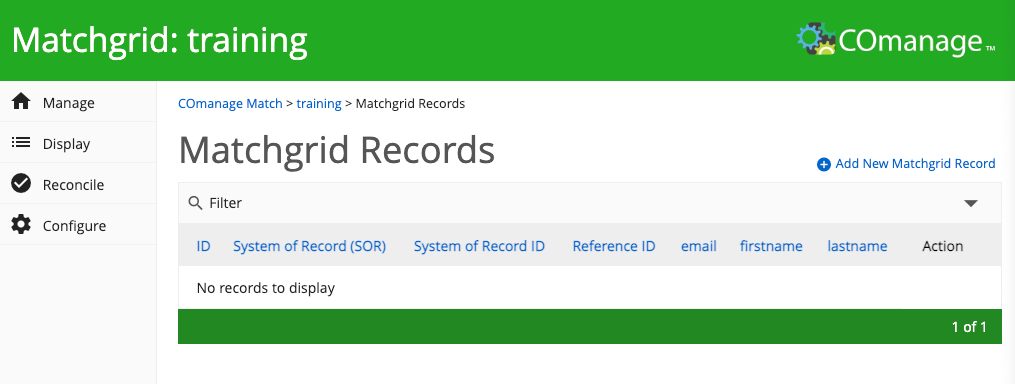 Matchgrid: training
COmanage™
Manage
Display
Reconcile
Configure
COmanage Match > training > Matchgrid Records
Matchgrid Records
Add New Matchgrid Record
Filter
ID System of Record (SOR) System of Record ID Reference ID email firstname lastname Action
No records to display
1 of 1